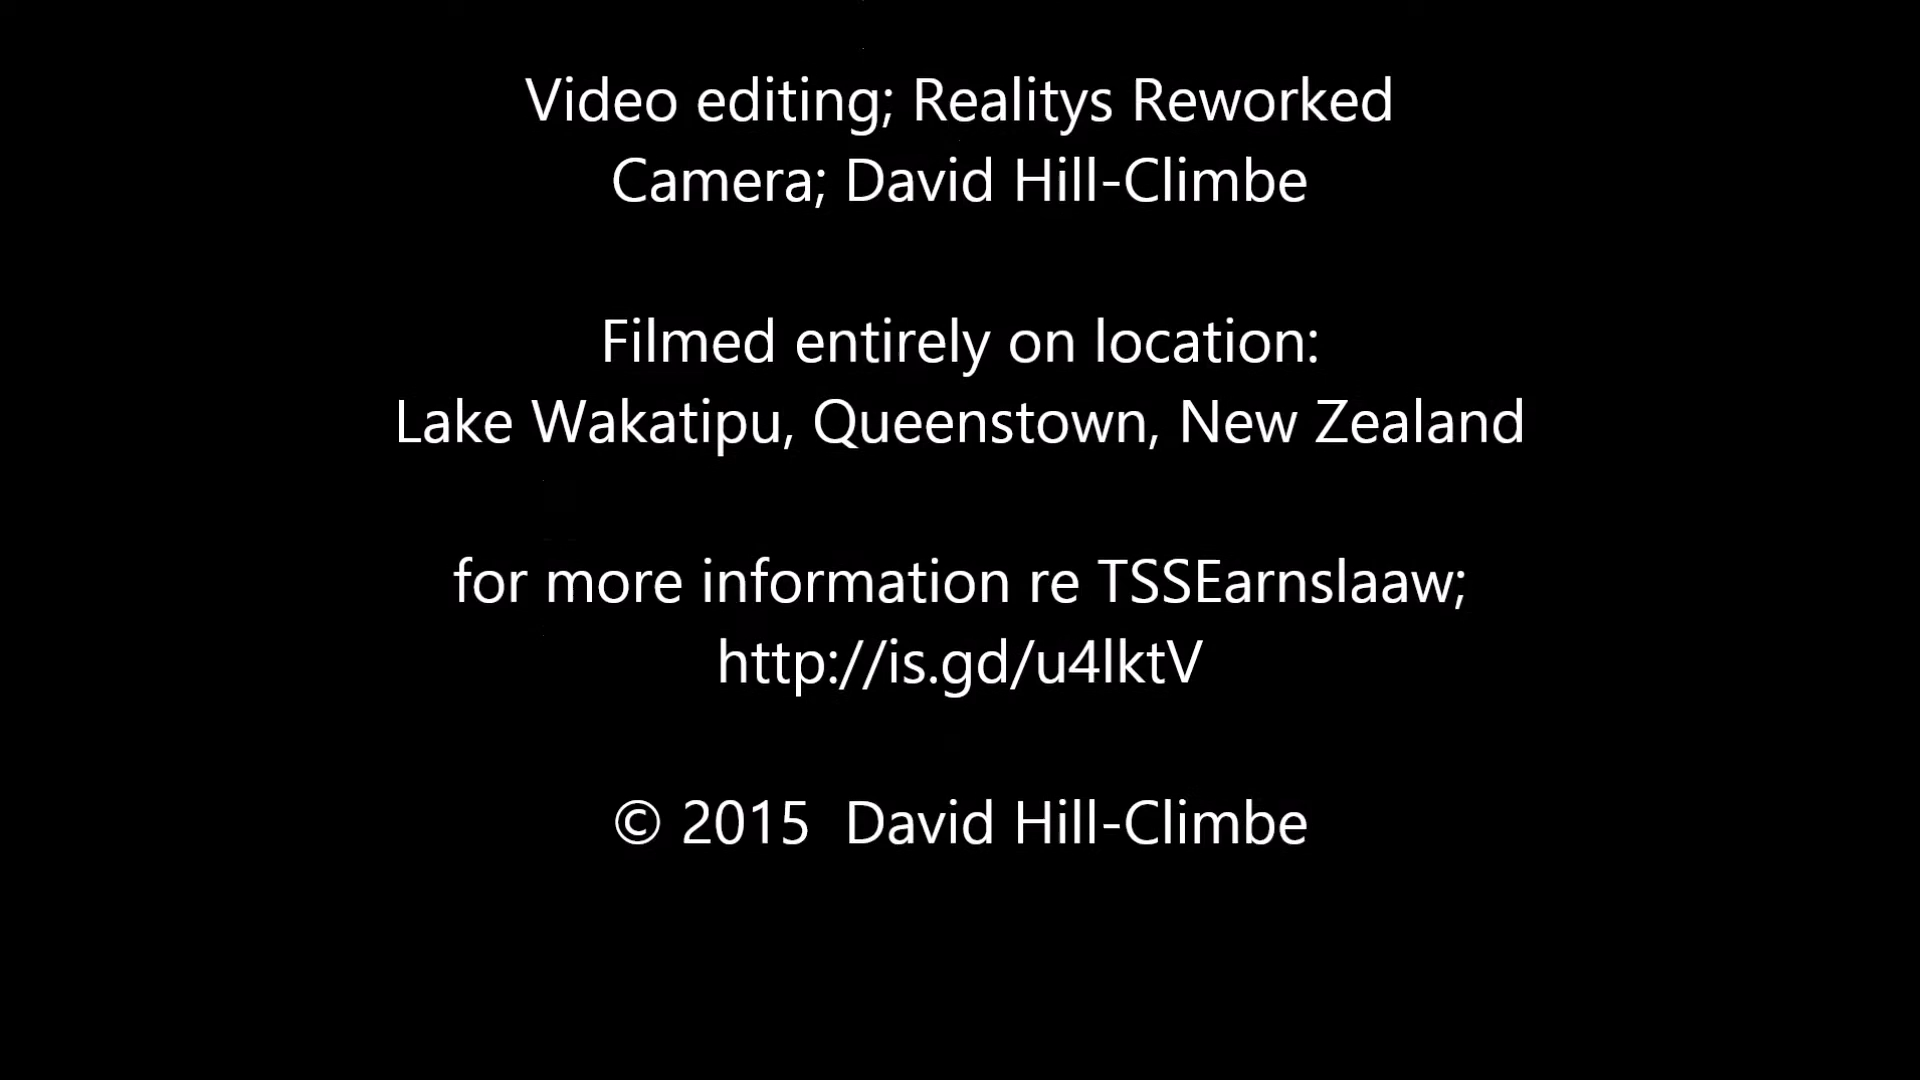 Video editing; Realitys Reworked
Camera; David Hill-Climbe
Filmed entirely on location:
Lake Wakatipu, Queenstown, New Zealand
for more information re TSSEarnslaaw;
http://is.gd/u4lktV
© 2015  David Hill-Climbe